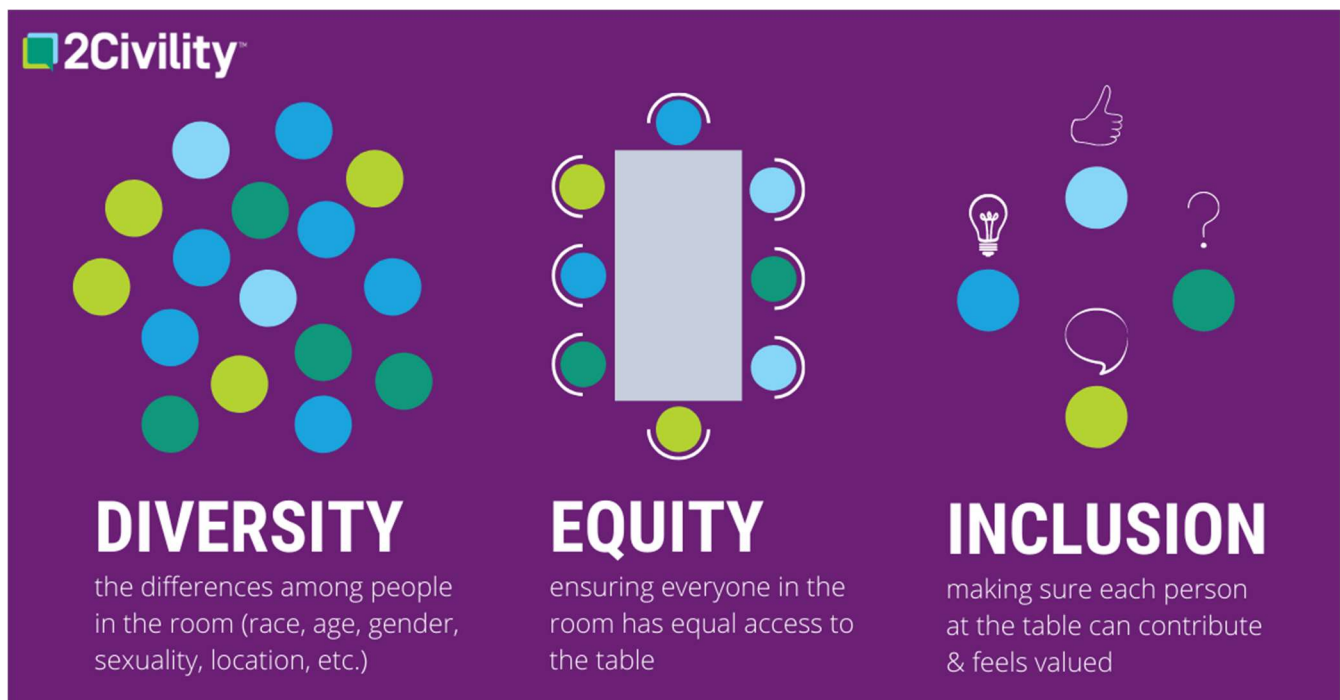 2Civility™
DIVERSITY
the differences among people
in the room (race, age, gender,
sexuality, location, etc.)
EQUITY
ensuring everyone in the
room has equal access to
the table
INCLUSION
making sure each person
at the table can contribute
& feels valued